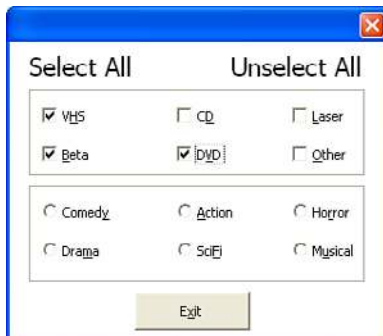 Select All Unselect All
VHS CD Laser
Beta DVD Other
Comedy Action Horror
Drama SciFi Musical
Exit